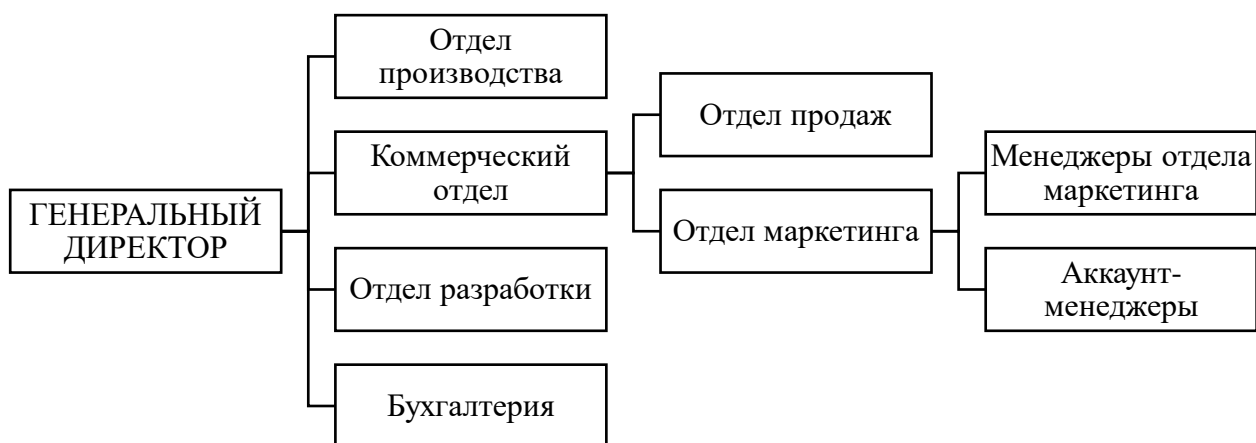 ГЕНЕРАЛЬНЫЙ
ДИРЕКТОР
Отдел
производства
Коммерческий
отдел
Отдел разработки
Бухгалтерия
Отдел продаж
Отдел маркетинга
Менеджеры отдела
маркетинга
Аккаунт-
менеджеры